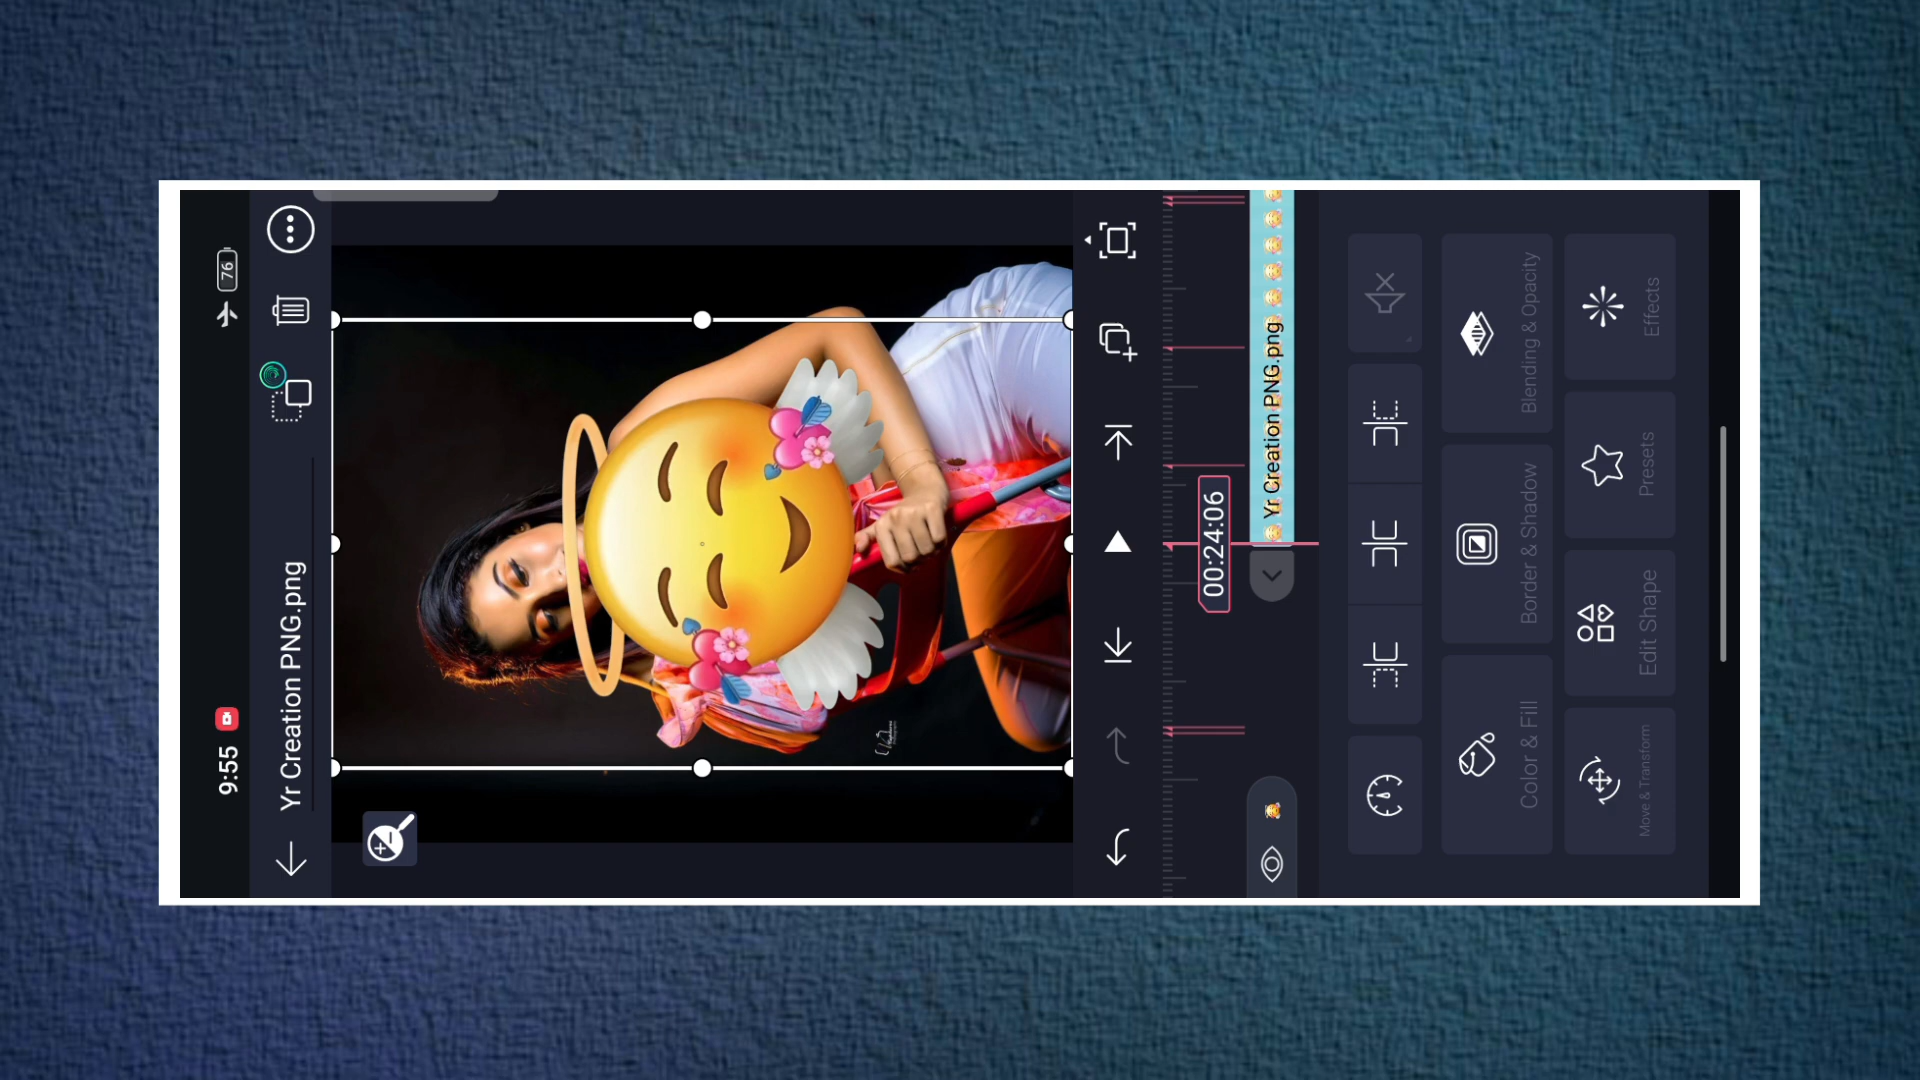 9:55
76
Yr Creation PNG.png
00:24:06
Yr Creation PNG.png
Color & Fill
Border & Shadow
Blending & Opacity
Move & Transform
Edit Shape
Presets
Effects